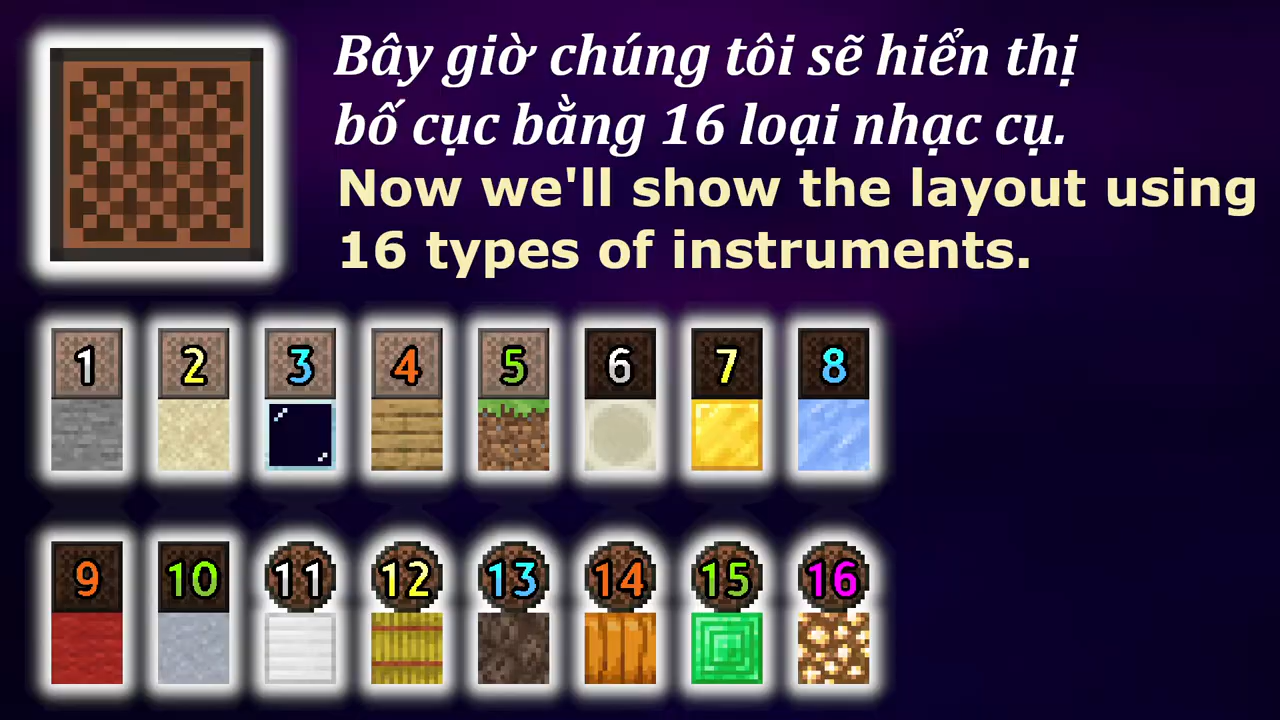 Bây giờ chúng tôi sẽ hiển thị
bố cục bằng 16 loại nhạc cụ.
Now we'll show the layout using
16 types of instruments.
1 2 3 4 5 6 7 8
9 10 11 12 13 14 15 16